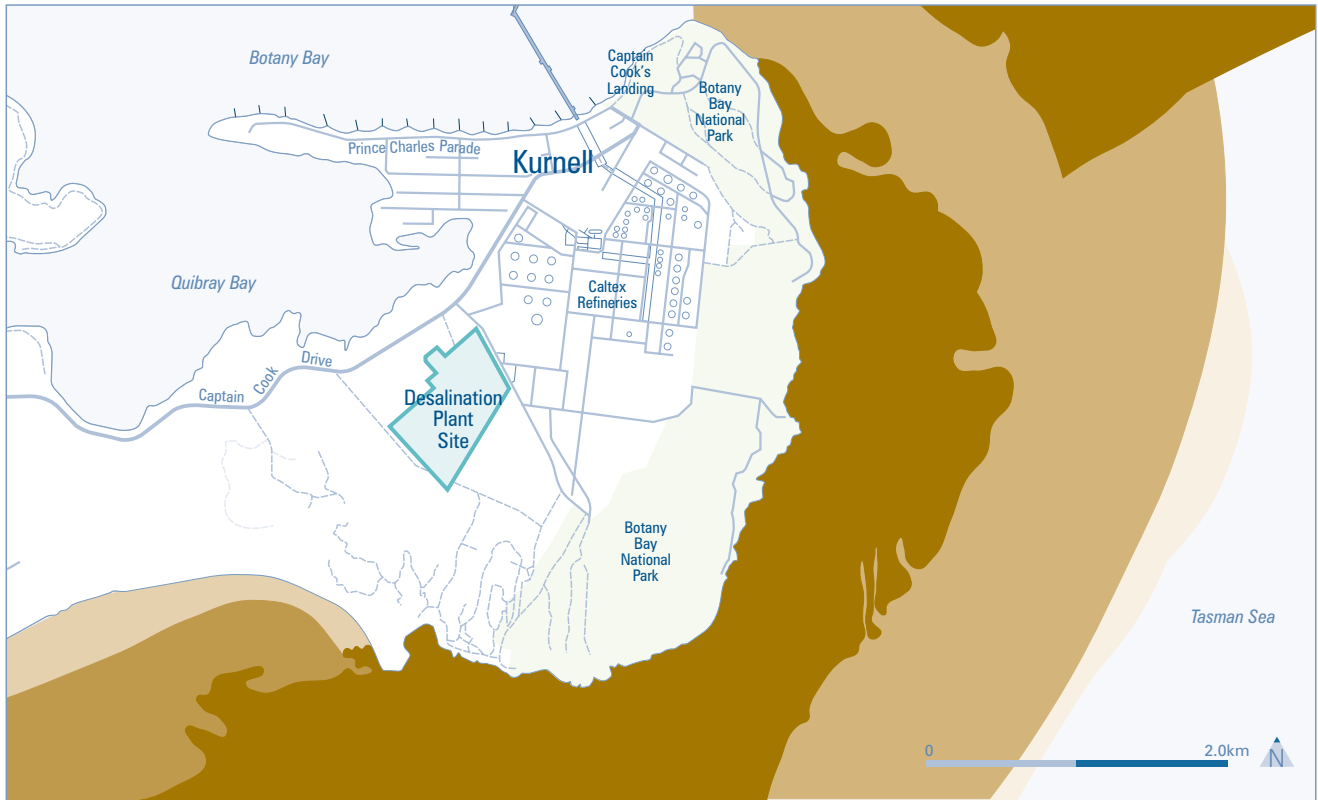 Botany Bay
Captain
Cook's
Landing
Botany
Bay
National
Park
Prince Charles Parade
Kurnell
Quibray Bay
Caltex
Refineries
Captain Cook Drive
Desalination
Plant
Site
Botany
Bay
National
Park
Tasman Sea
0 2.0km
N